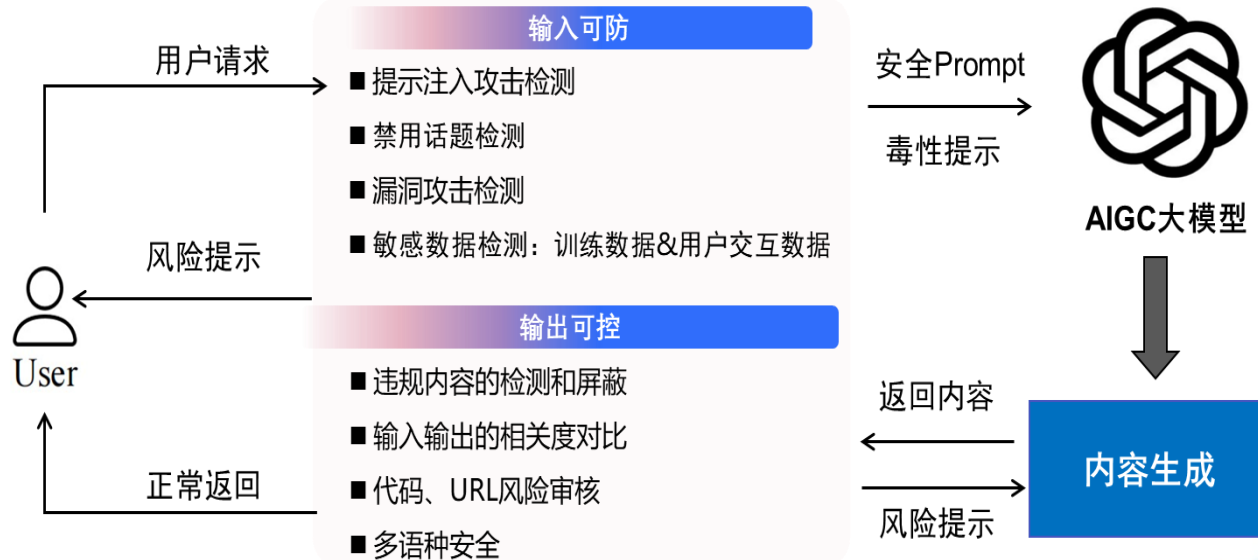 用户请求
风险提示
User
正常返回
输入可防
■ 提示注入攻击检测
■ 禁用话题检测
■ 漏洞攻击检测
■ 敏感数据检测：训练数据&用户交互数据
输出可控
■ 违规内容的检测和屏蔽
■ 输入输出的相关度对比
■ 代码、URL风险审核
■ 多语种安全
安全Prompt
毒性提示
AIGC大模型
返回内容
风险提示
内容生成